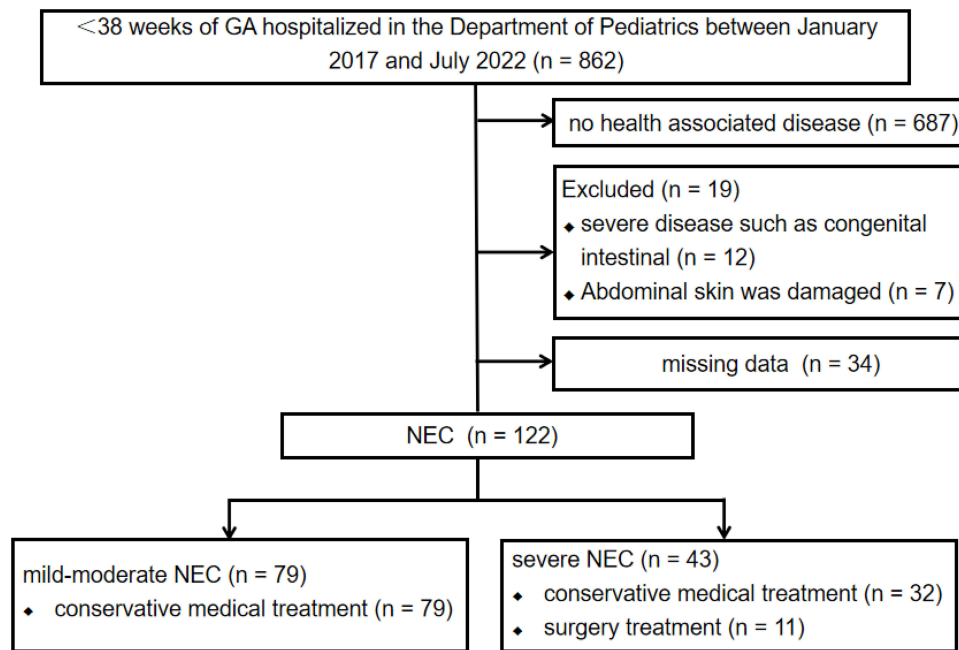 ＜38 weeks of GA hospitalized in the Department of Pediatrics between January
2017 and July 2022 (n = 862)
no health associated disease (n = 687)
Excluded (n = 19)
◆ severe disease such as congenital
intestinal (n = 12)
◆ Abdominal skin was damaged (n = 7)
missing data (n = 34)
NEC (n = 122)
mild-moderate NEC (n = 79)
◆ conservative medical treatment (n = 79)
severe NEC (n = 43)
◆ conservative medical treatment (n = 32)
◆ surgery treatment (n = 11)